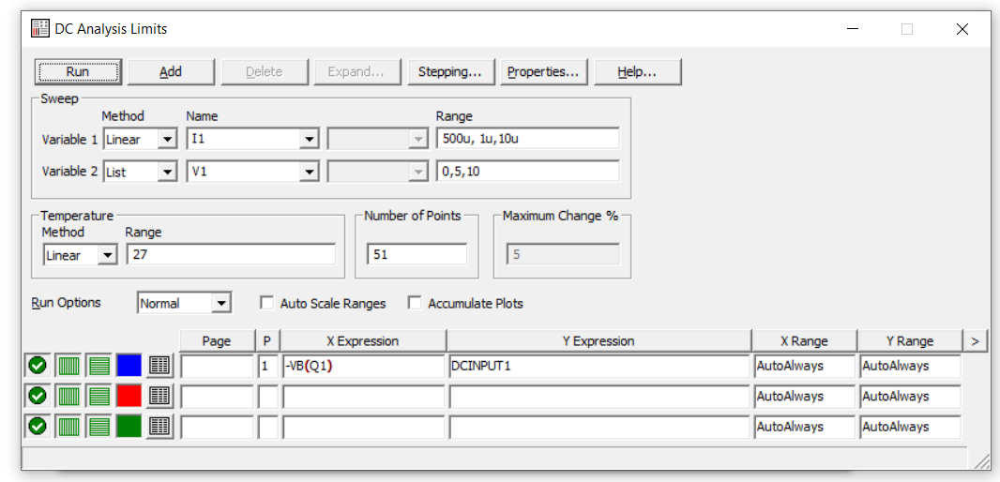 DC Analysis Limits
Run Add Delete Expand... Stepping... Properties... Help...
Sweep
Method Name Range
Variable 1 Linear I1 500u, 1u,10u
Variable 2 List V1 0,5,10
Temperature Number of Points Maximum Change %
Method Range
Linear 27 51 5
Run Options Normal Auto Scale Ranges Accumulate Plots
Page P X Expression Y Expression X Range Y Range >
1 -VB(Q1) DCINPUT1 AutoAlways AutoAlways
AutoAlways AutoAlways
AutoAlways AutoAlways